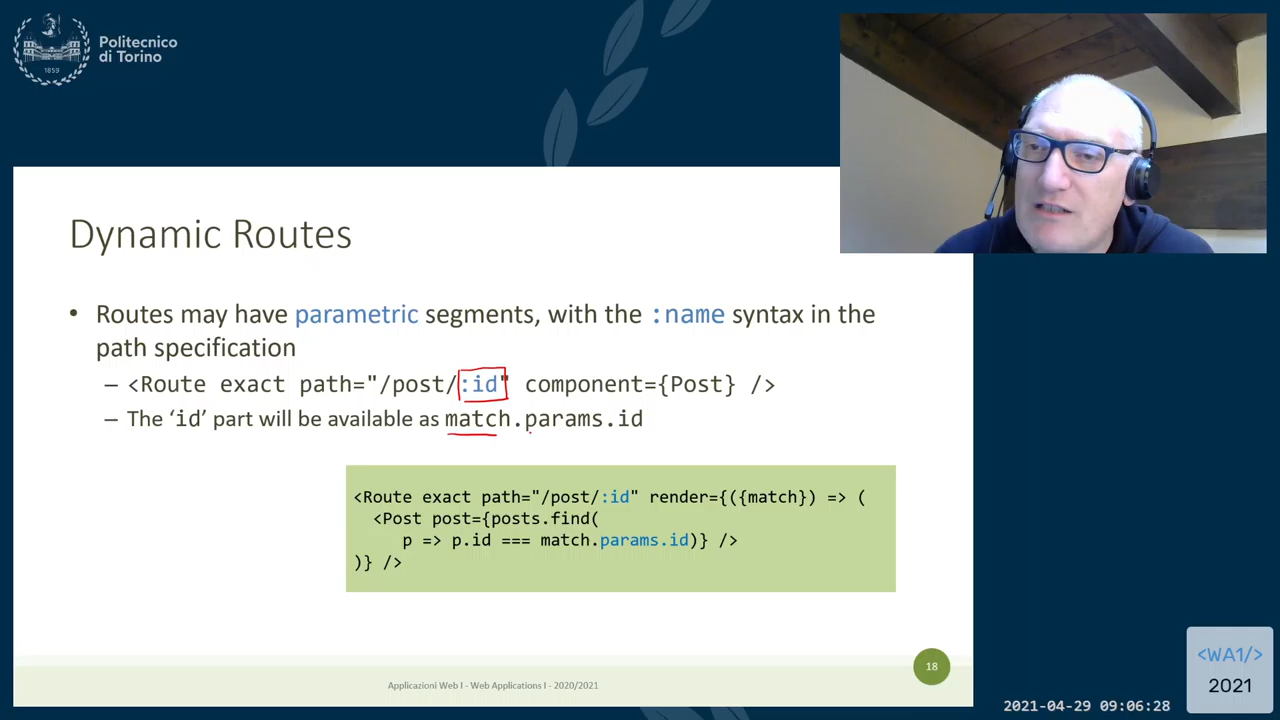 Politecnico
di Torino
1859
Dynamic Routes
• Routes may have parametric segments, with the :name syntax in the
path specification
– <Route exact path="/post/:id" component={Post} />
– The ‘id’ part will be available as match.params.id
<Route exact path="/post/:id" render={({match}) => (
<Post post={posts.find(
p => p.id === match.params.id)} />
)} />
18
Applicazioni Web I - Web Applications I - 2020/2021
<WA1/>
2021
2021-04-29 09:06:28